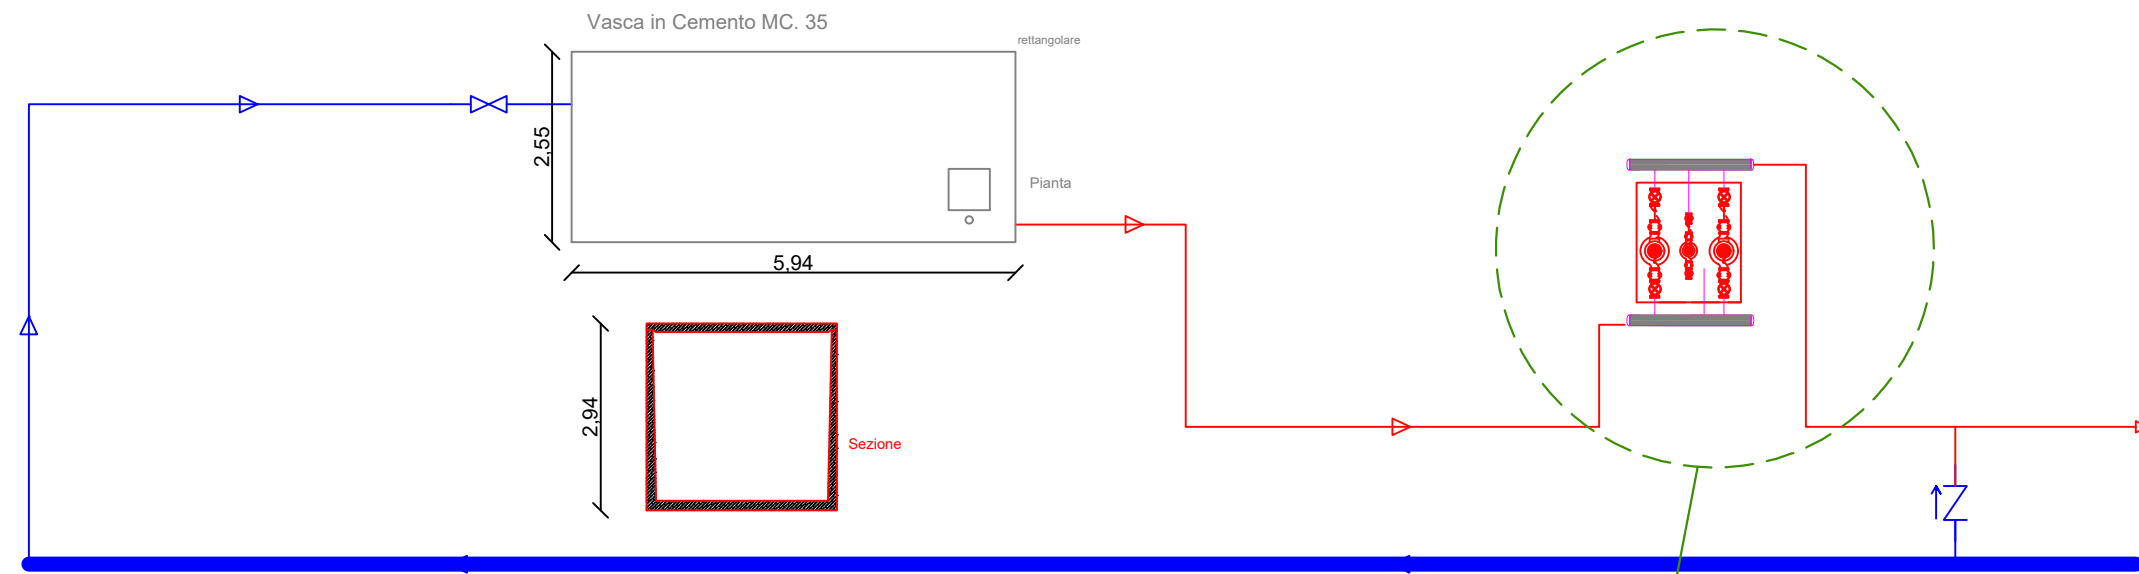 Vasca in Cemento MC. 35
rettangolare
2,55
Pianta
5,94
2,94
Sezione